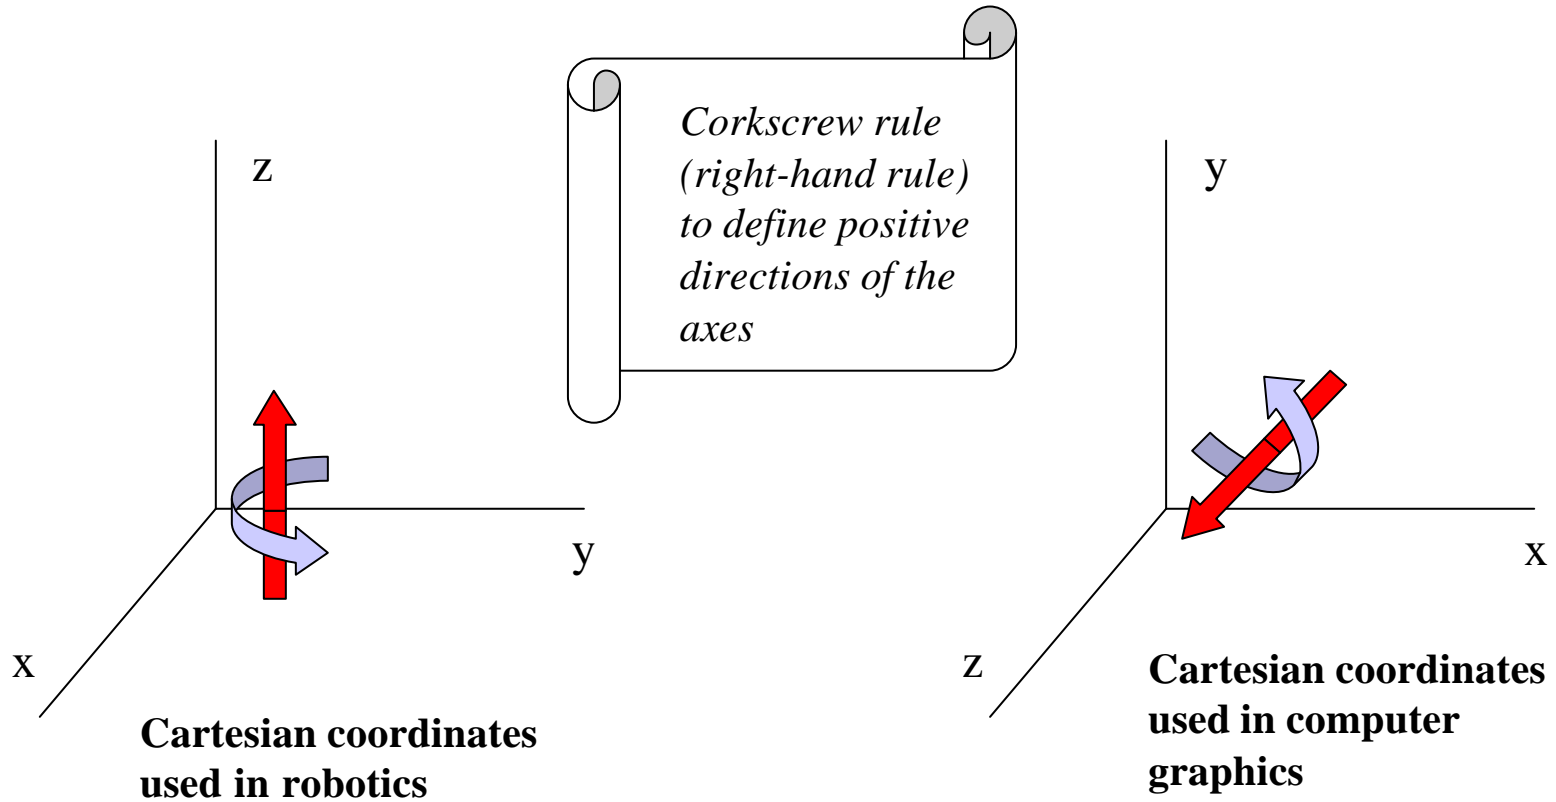 z
y
x
Cartesian coordinates
used in robotics
Corkscrew rule
(right-hand rule)
to define positive
directions of the
axes
y
x
z
Cartesian coordinates
used in computer
graphics